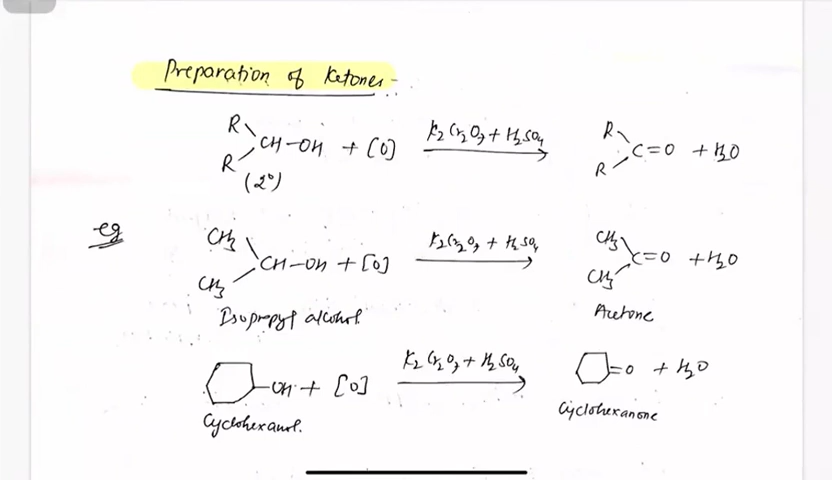 Preparation of Ketones-
R R CH-OH + [O] K2Cr2O7 + H2SO4 R R C=O + H2O
(2°)
eg CH3 CH3 CH-OH + [O] K2Cr2O7 + H2SO4 CH3 CH3 C=O + H2O
Isopropyl alcohol. Acetone
-OH + [O] K2Cr2O7 + H2SO4 =O + H2O
Cyclohexanol. Cyclohexanone